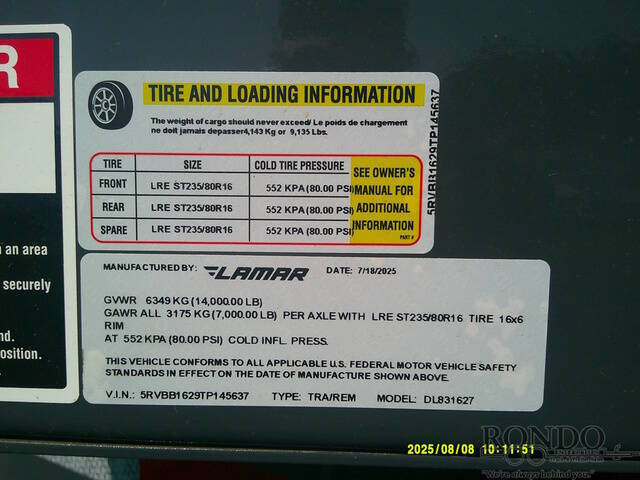 R
an area
securely
nd.
position.
TIRE AND LOADING INFORMATION
The weight of cargo should never exceed/ Le poids de chargement
ne doit jamais depasser4,143 Kg or 9,135 Lbs.
TIRE SIZE COLD TIRE PRESSURE
FRONT LRE ST235/80R16 552 KPA (80.00 PSI)
REAR LRE ST235/80R16 552 KPA (80.00 PSI)
SPARE LRE ST235/80R16 552 KPA (80.00 PSI)
SEE OWNER'S
MANUAL FOR
ADDITIONAL
INFORMATION
PART #
5RVBB1629TP145637
MANUFACTURED BY: LAMAR DATE: 7/18/2025
GVWR 6349 KG (14,000.00 LB)
GAWR ALL 3175 KG (7,000.00 LB) PER AXLE WITH LRE ST235/80R16 TIRE 16x6
RIM
AT 552 KPA (80.00 PSI) COLD INFL. PRESS.
THIS VEHICLE CONFORMS TO ALL APPLICABLE U.S. FEDERAL MOTOR VEHICLE SAFETY
STANDARDS IN EFFECT ON THE DATE OF MANUFACTURE SHOWN ABOVE.
V.I.N.: 5RVBB1629TP145637 TYPE: TRA/REM MODEL: DL831627
2025/08/08 10:11:51
RONDO
"We're always behind you."